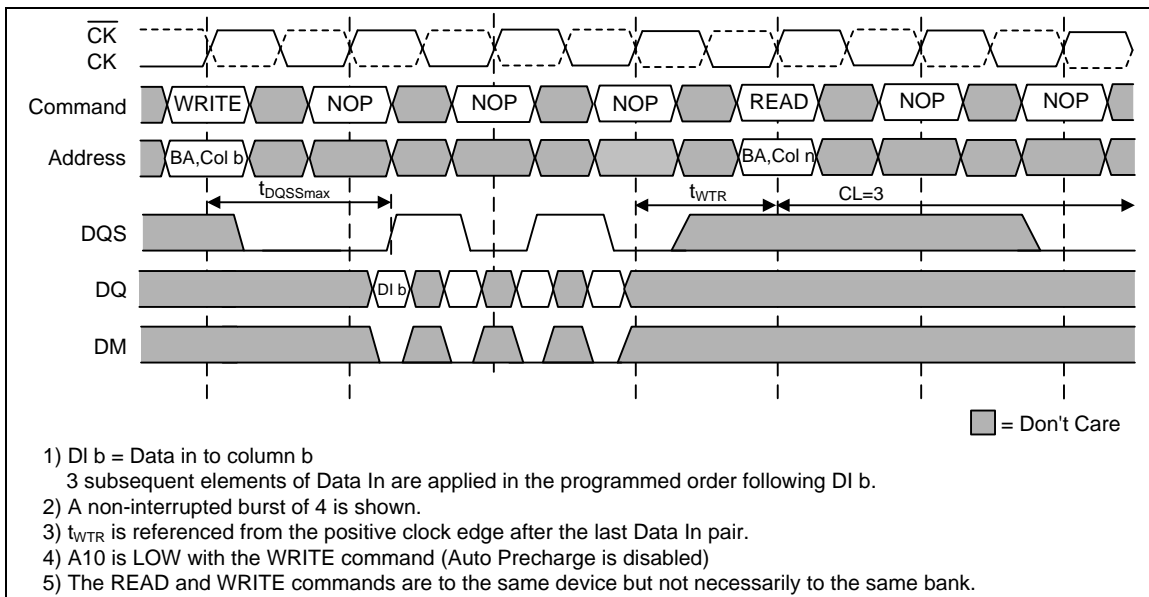 CK
CK
Command WRITE NOP NOP NOP READ NOP NOP
Address BA,Col b BA,Col n
tDQSSmax tWTR CL=3
DQS
DQ DI b
DM
= Don't Care
1) DI b = Data in to column b
3 subsequent elements of Data In are applied in the programmed order following DI b.
2) A non-interrupted burst of 4 is shown.
3) tWTR is referenced from the positive clock edge after the last Data In pair.
4) A10 is LOW with the WRITE command (Auto Precharge is disabled)
5) The READ and WRITE commands are to the same device but not necessarily to the same bank.